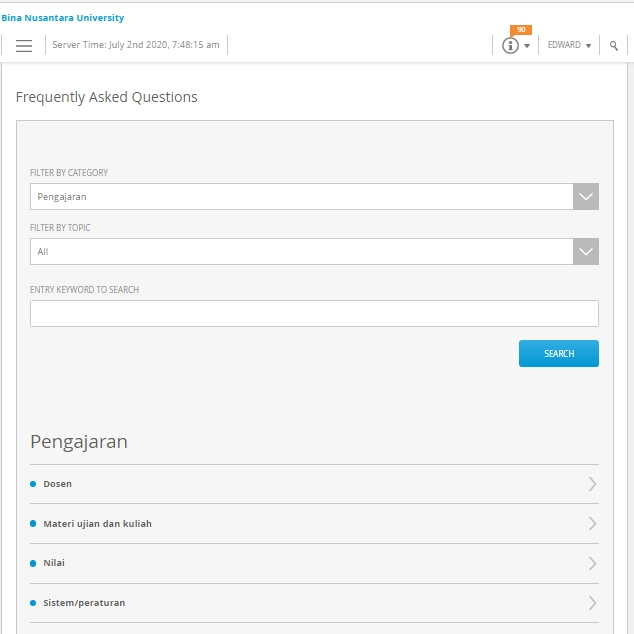 Bina Nusantara University
90
Server Time: July 2nd 2020, 7:48:15 am
EDWARD
Frequently Asked Questions
FILTER BY CATEGORY
Pengajaran
FILTER BY TOPIC
All
ENTRY KEYWORD TO SEARCH
SEARCH
Pengajaran
Dosen
Materi ujian dan kuliah
Nilai
Sistem/peraturan